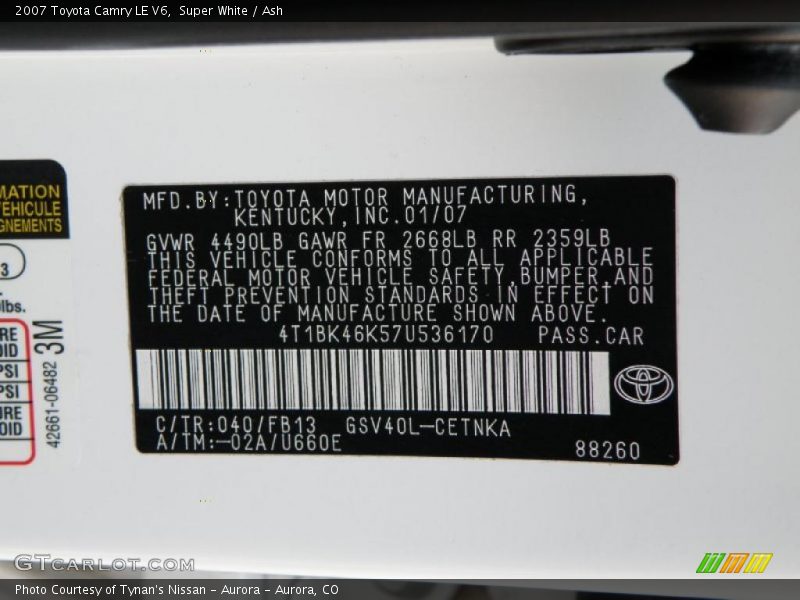 2007 Toyota Camry LE V6,  Super White / Ash
MATION
VEHICULE
GNEMENTS
3
lbs.
PSI
PSI
42661-06482 3M
MFD.BY:TOYOTA MOTOR MANUFACTURING,
KENTUCKY,INC.01/07
GVWR 4490LB GAWR FR 2668LB RR 2359LB
THIS VEHICLE CONFORMS TO ALL APPLICABLE
FEDERAL MOTOR VEHICLE SAFETY,BUMPER,AND
THEFT PREVENTION STANDARDS IN EFFECT ON
THE DATE OF MANUFACTURE SHOWN ABOVE.
4T1BK46K57U536170 PASS.CAR
C/TR:040/FB13 GSV40L-CETNKA
A/TM:-02A/U660E
88260
GTCARLOT.COM
Photo Courtesy of Tynan's Nissan - Aurora - Aurora, CO